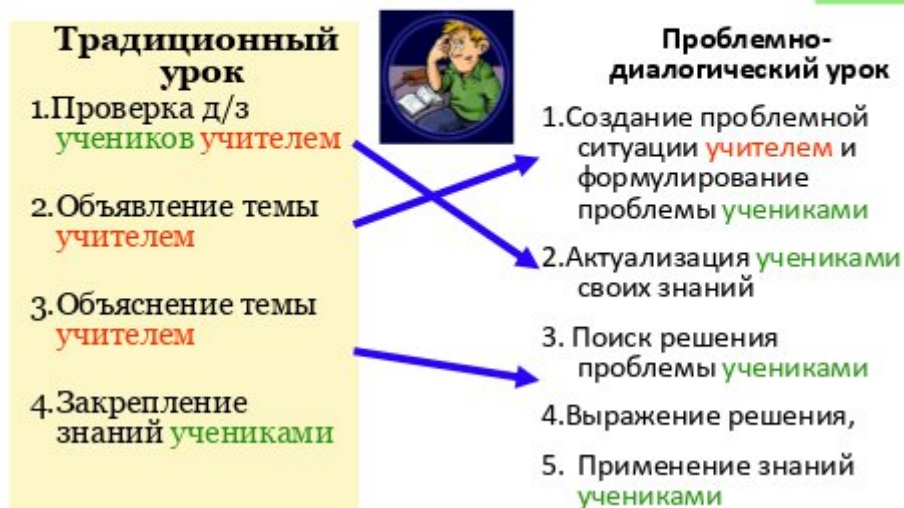 Традиционный
урок
1.Проверка д/з
учеников учителем
2.Объявление темы
учителем
3.Объяснение темы
учителем
4.Закрепление
знаний учениками
Проблемно-
диалогический урок
1.Создание проблемной
ситуации учителем и
формулирование
проблемы учениками
2.Актуализация учениками
своих знаний
3. Поиск решения
проблемы учениками
4.Выражение решения,
5. Применение знаний
учениками